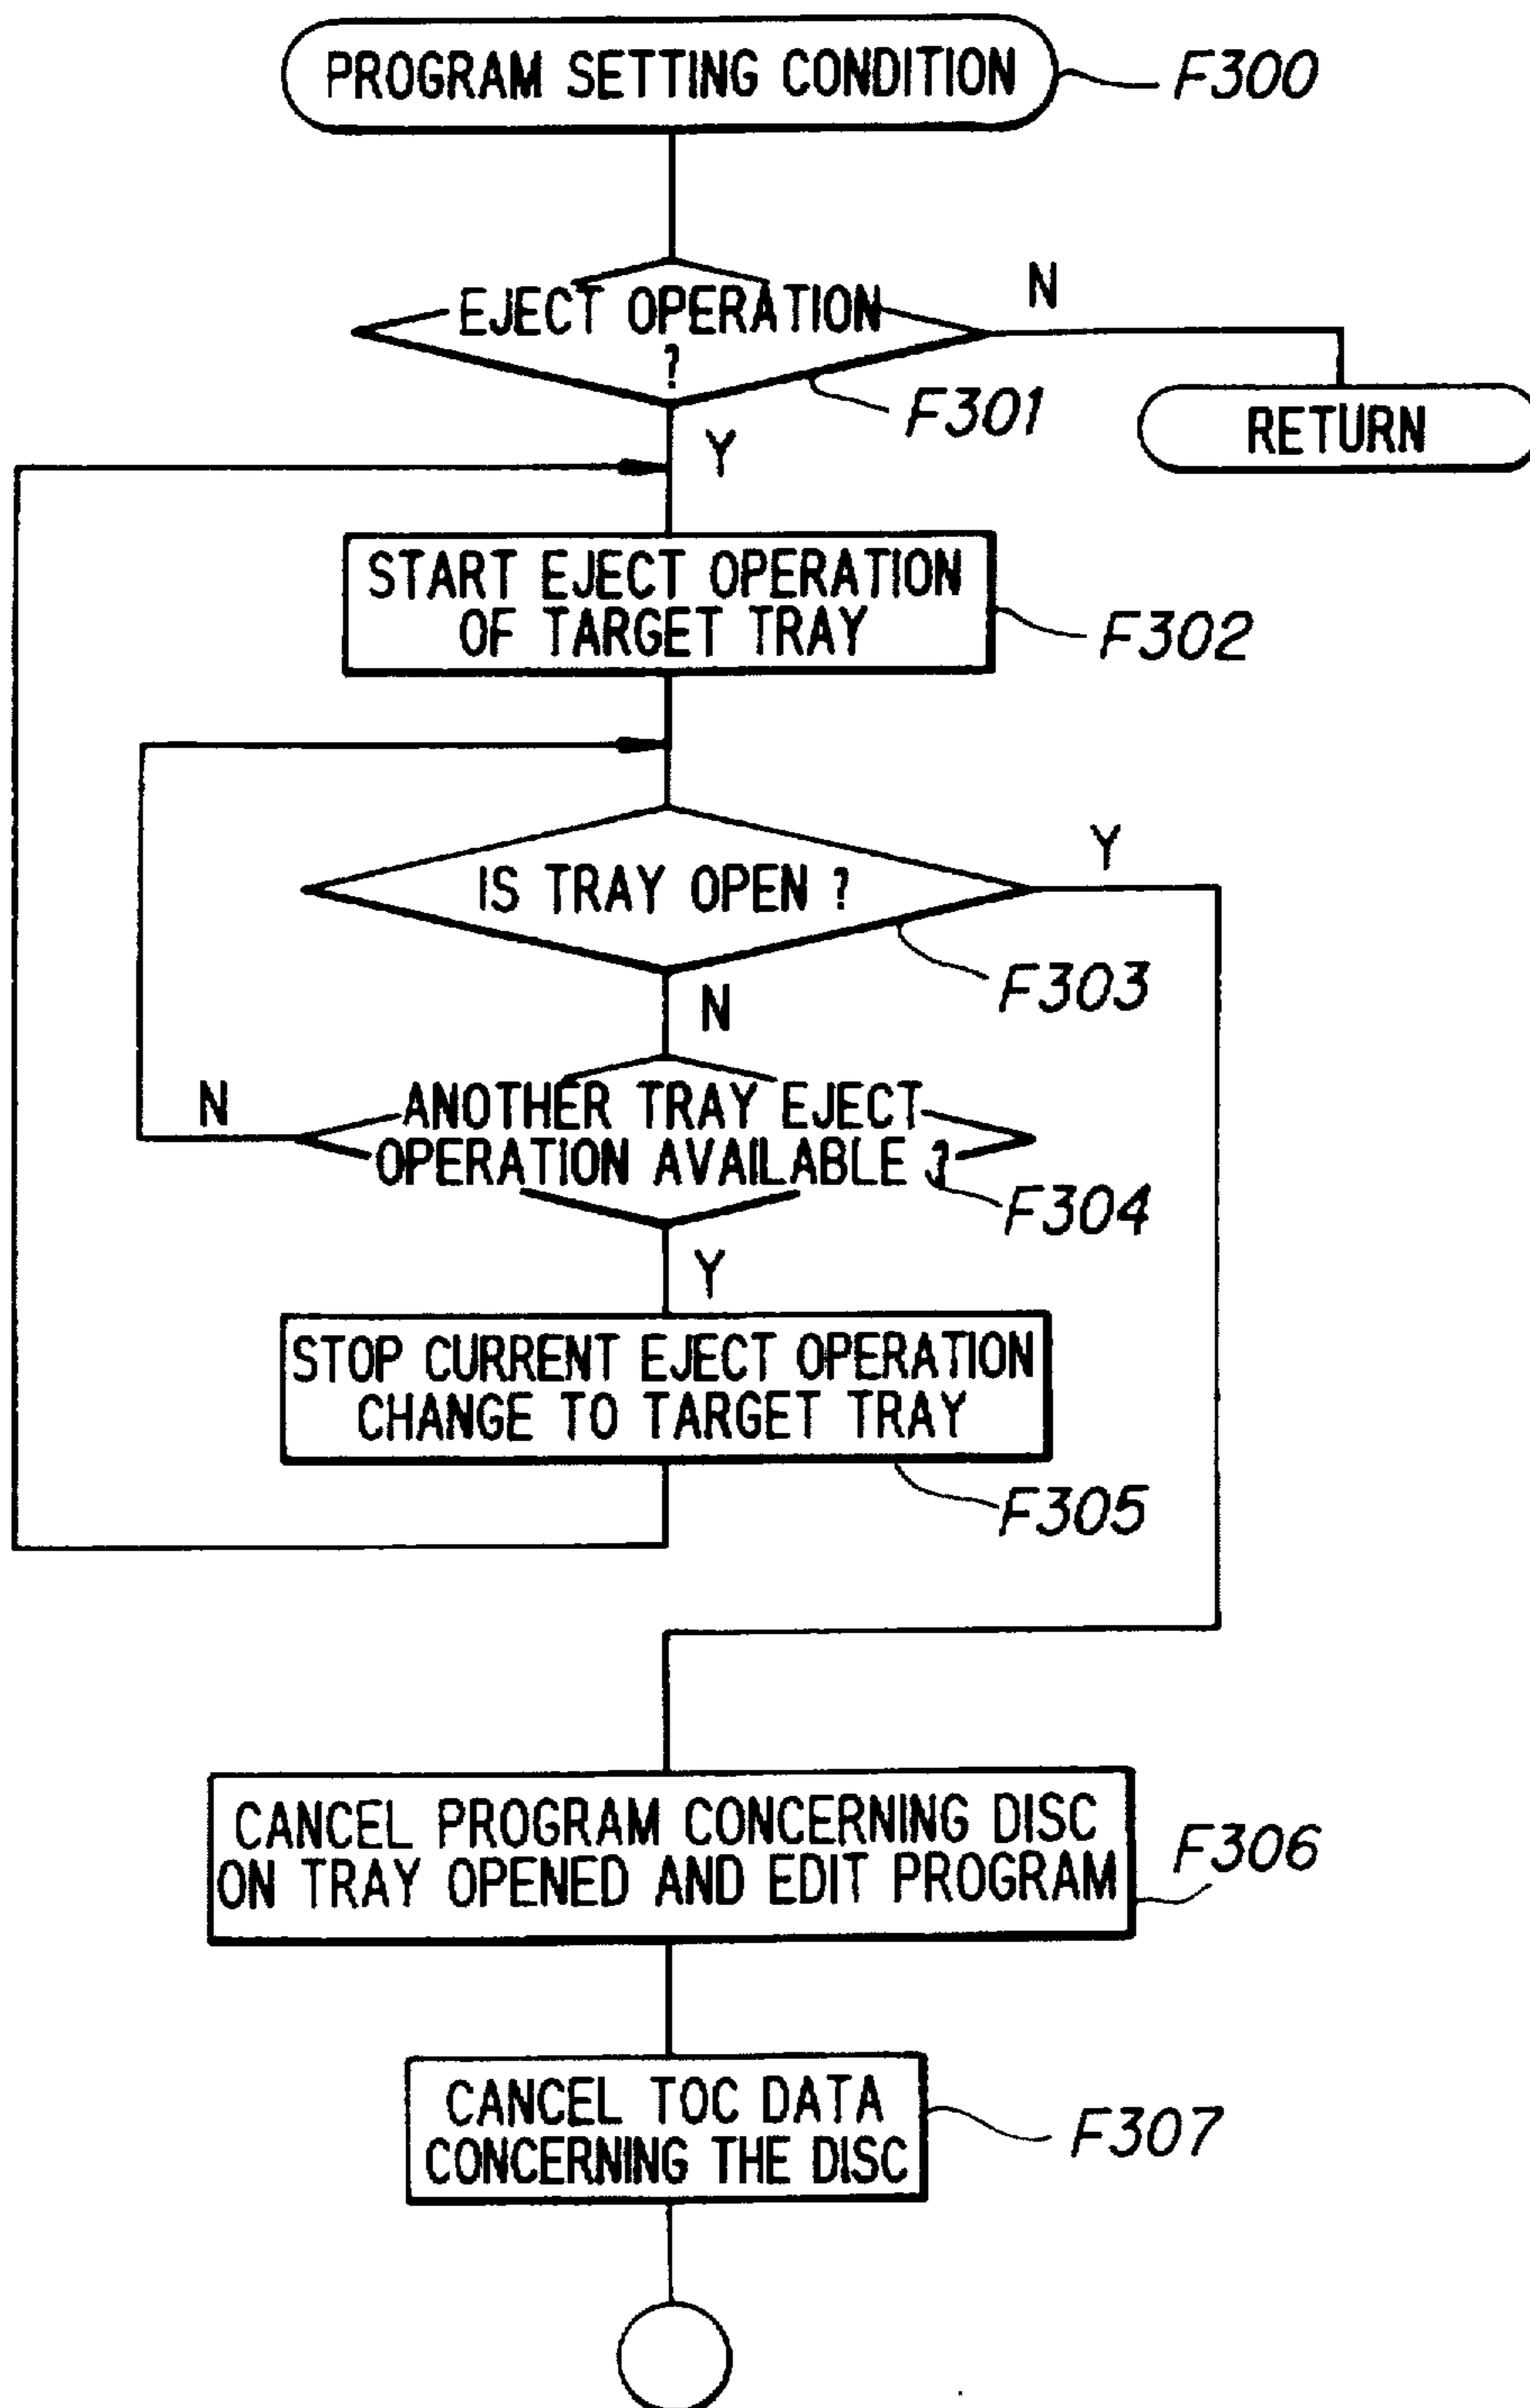 PROGRAM SETTING CONDITION
F300
EJECT OPERATION
?
N
F301
RETURN
Y
START EJECT OPERATION
OF TARGET TRAY
F302
IS TRAY OPEN ?
Y
F303
N
ANOTHER TRAY EJECT
OPERATION AVAILABLE ?
N
F304
Y
STOP CURRENT EJECT OPERATION
CHANGE TO TARGET TRAY
F305
CANCEL PROGRAM CONCERNING DISC
ON TRAY OPENED AND EDIT PROGRAM
F306
CANCEL TOC DATA
CONCERNING THE DISC
F307